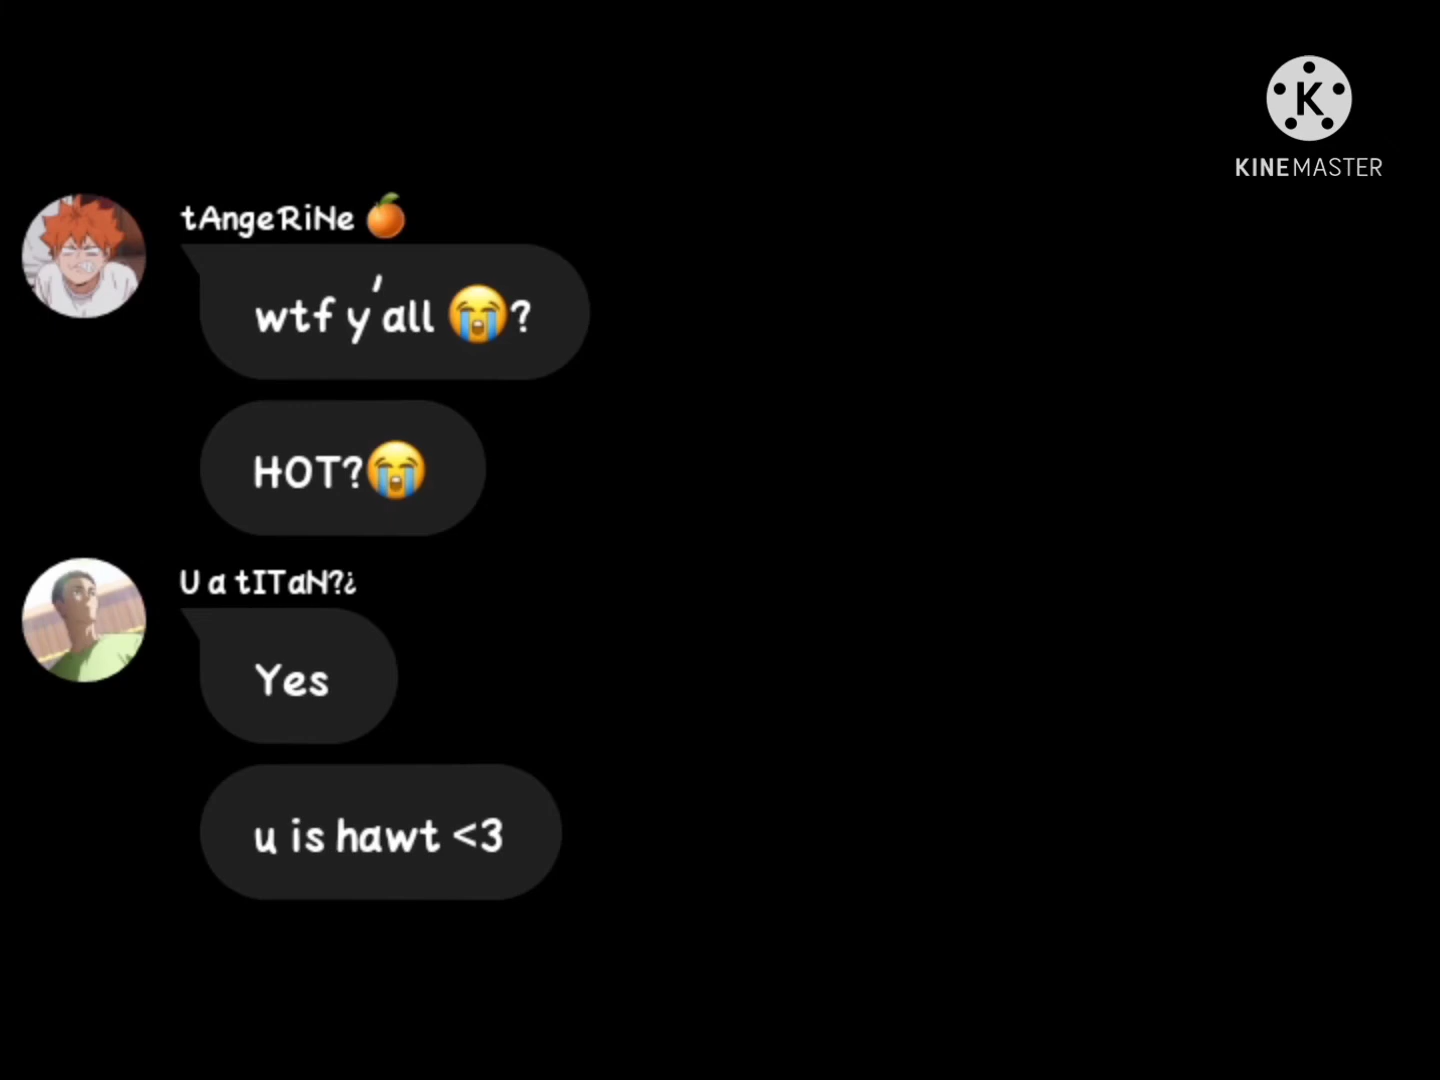 K
KINEMASTER
tAngeRiNe 🍊
wtf y'all 😭?
HOT?😭
U a tITaN?¿
Yes
u is hawt <3